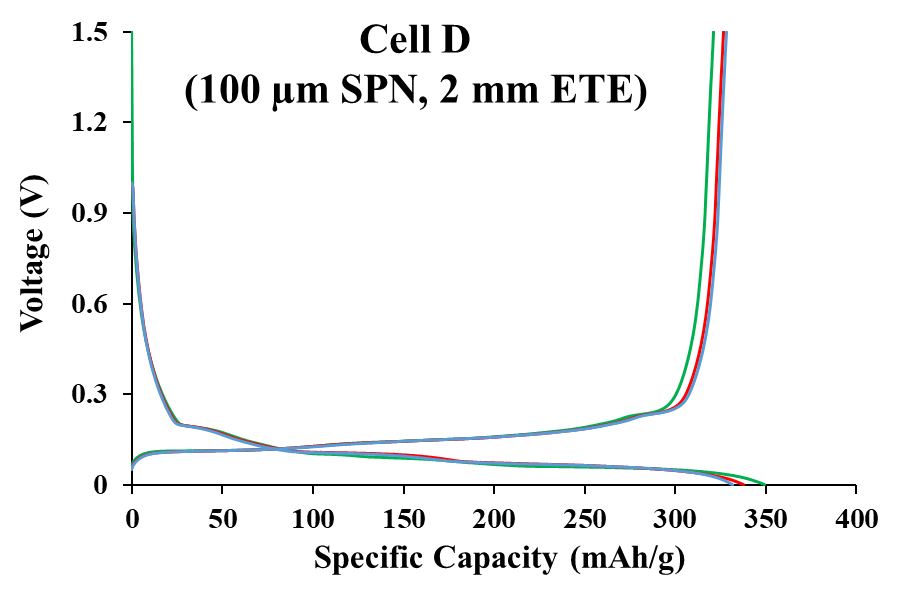 Cell D
(100 µm SPN, 2 mm ETE)
1.5
1.2
0.9
0.6
0.3
0
Voltage (V)
0 50 100 150 200 250 300 350 400
Specific Capacity (mAh/g)